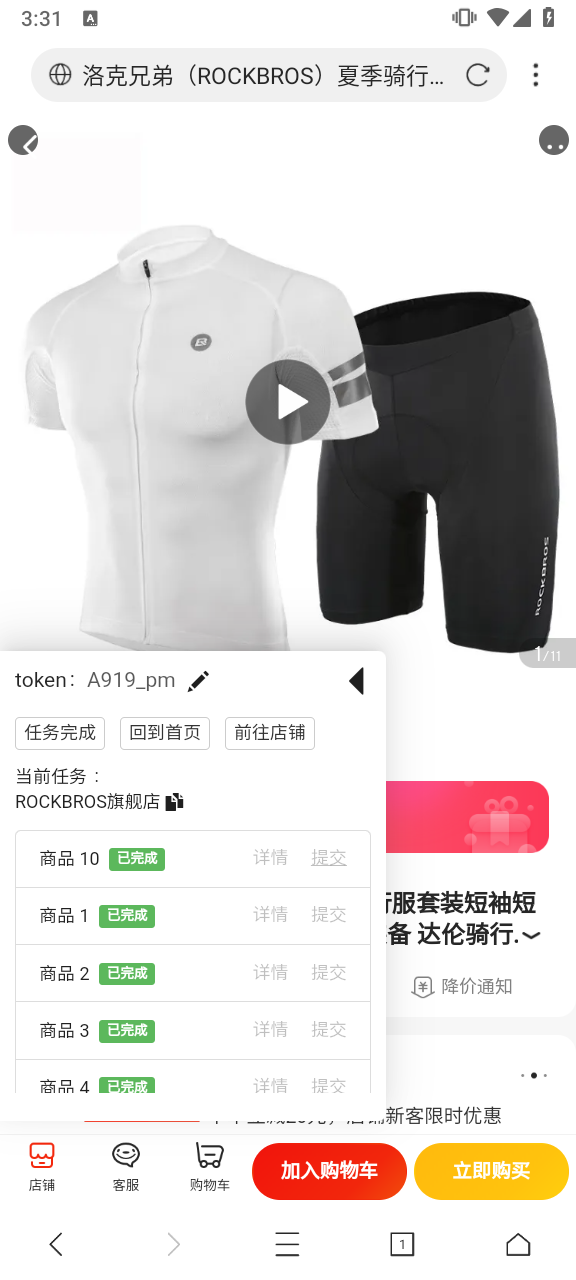 3:31 A
洛克兄弟（ROCKBROS）夏季骑行...
R
ROCKBROS
1/11
token： A919_pm
任务完成 回到首页 前往店铺
当前任务：
ROCKBROS旗舰店
商品 10 已完成 详情 提交
商品 1 已完成 详情 提交
行服套装短袖短
备 达伦骑行.
商品 2 已完成 详情 提交
降价通知
商品 3 已完成 详情 提交
商品 4 已完成 详情 提交
店铺新客限时优惠
店铺 客服 购物车 加入购物车 立即购买
1